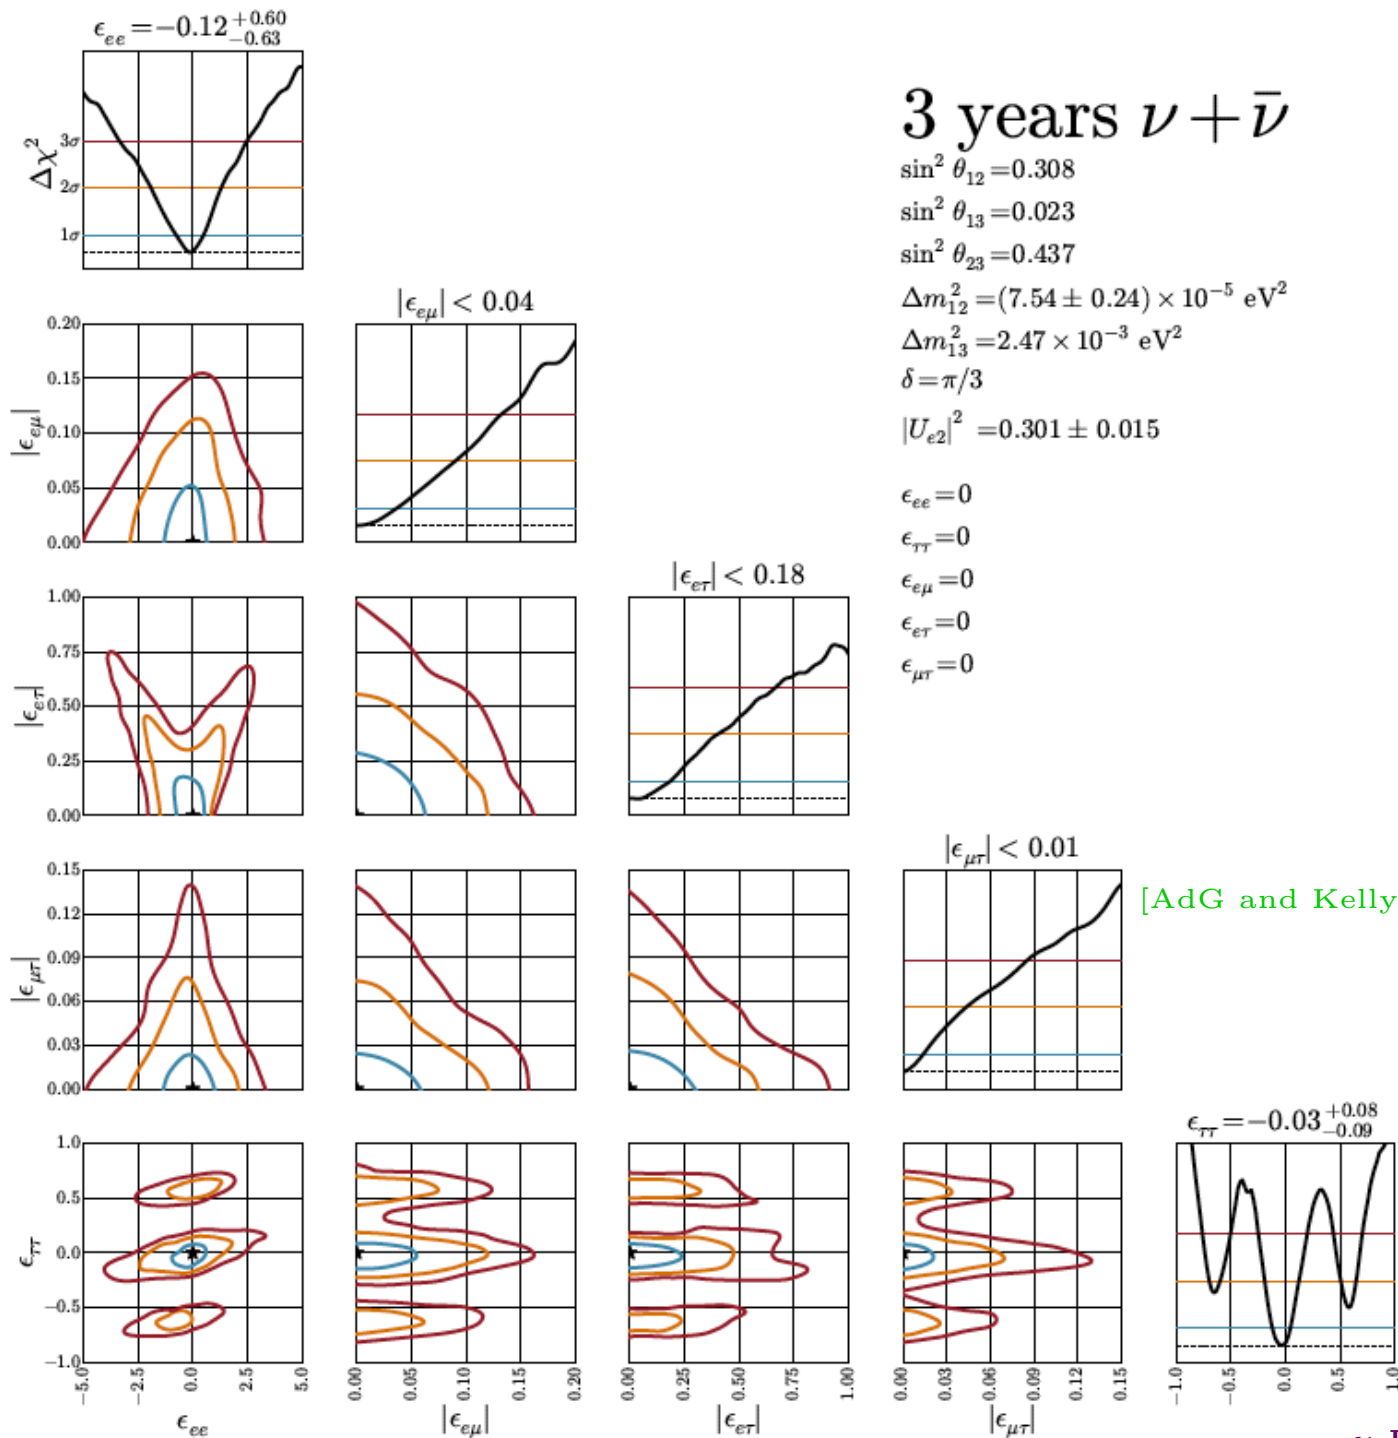 ϵ_ee = −0.12 +0.60 −0.63
3 years ν + ν̄
sin² θ₁₂ = 0.308
sin² θ₁₃ = 0.023
sin² θ₂₃ = 0.437
Δm²₁₂ = (7.54 ± 0.24) × 10⁻⁵ eV²
Δm²₁₃ = 2.47 × 10⁻³ eV²
δ = π/3
|U_e2|² = 0.301 ± 0.015
ϵ_ee = 0
ϵ_ττ = 0
ϵ_eμ = 0
ϵ_eτ = 0
ϵ_μτ = 0
Δχ²
3σ
2σ
1σ
|ϵ_eμ| < 0.04
|ϵ_eμ|
0.20
0.15
0.10
0.05
0.00
|ϵ_eτ| < 0.18
|ϵ_eτ|
1.00
0.75
0.50
0.25
0.00
|ϵ_μτ| < 0.01
|ϵ_μτ|
0.15
0.12
0.09
0.06
0.03
0.00
[AdG and Kelly
ϵ_ττ = −0.03 +0.08 −0.09
ϵ_ττ
1.0
0.5
0.0
−0.5
−1.0
−5.0 −2.5 0.0 2.5 5.0
0.00 0.05 0.10 0.15 0.20
0.00 0.25 0.50 0.75 1.00
0.00 0.03 0.06 0.09 0.12 0.15
−1.0 −0.5 0.0 0.5 1.0
ϵ_ee |ϵ_eμ| |ϵ_eτ| |ϵ_μτ|